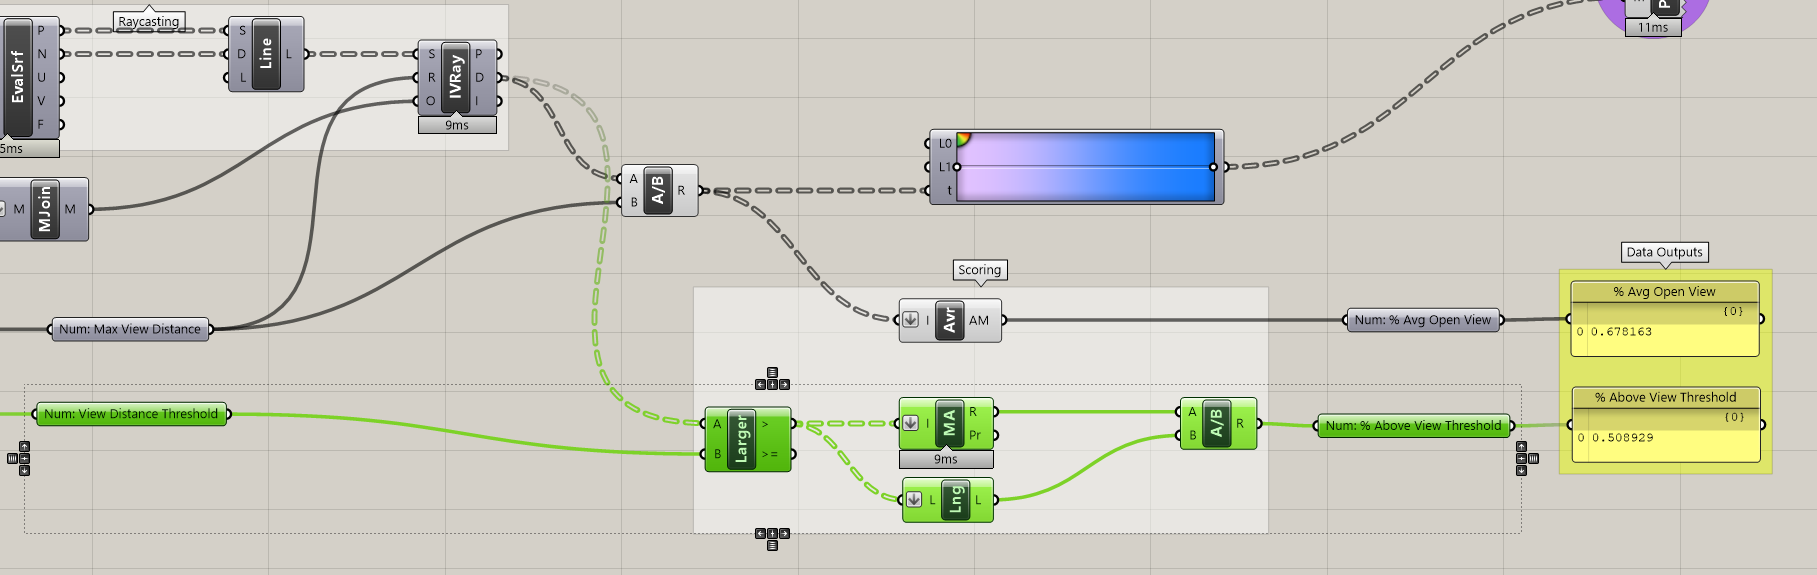 Raycasting
EvalSrf
P
N
U
V
F
5ms
S
D
L
Line
L
S
R
O
IVRay
P
D
I
9ms
11ms
M
MJoin
M
A
B
A/B
R
L0
L1
t
Num: Max View Distance
Scoring
I
Avr
AM
Num: % Avg Open View
Data Outputs
% Avg Open View
{0}
0 0.678163
Num: View Distance Threshold
A
B
Larger
>
>=
I
MA
R
Pr
9ms
L
Lng
L
A
B
A/B
R
Num: % Above View Threshold
% Above View Threshold
{0}
0 0.508929